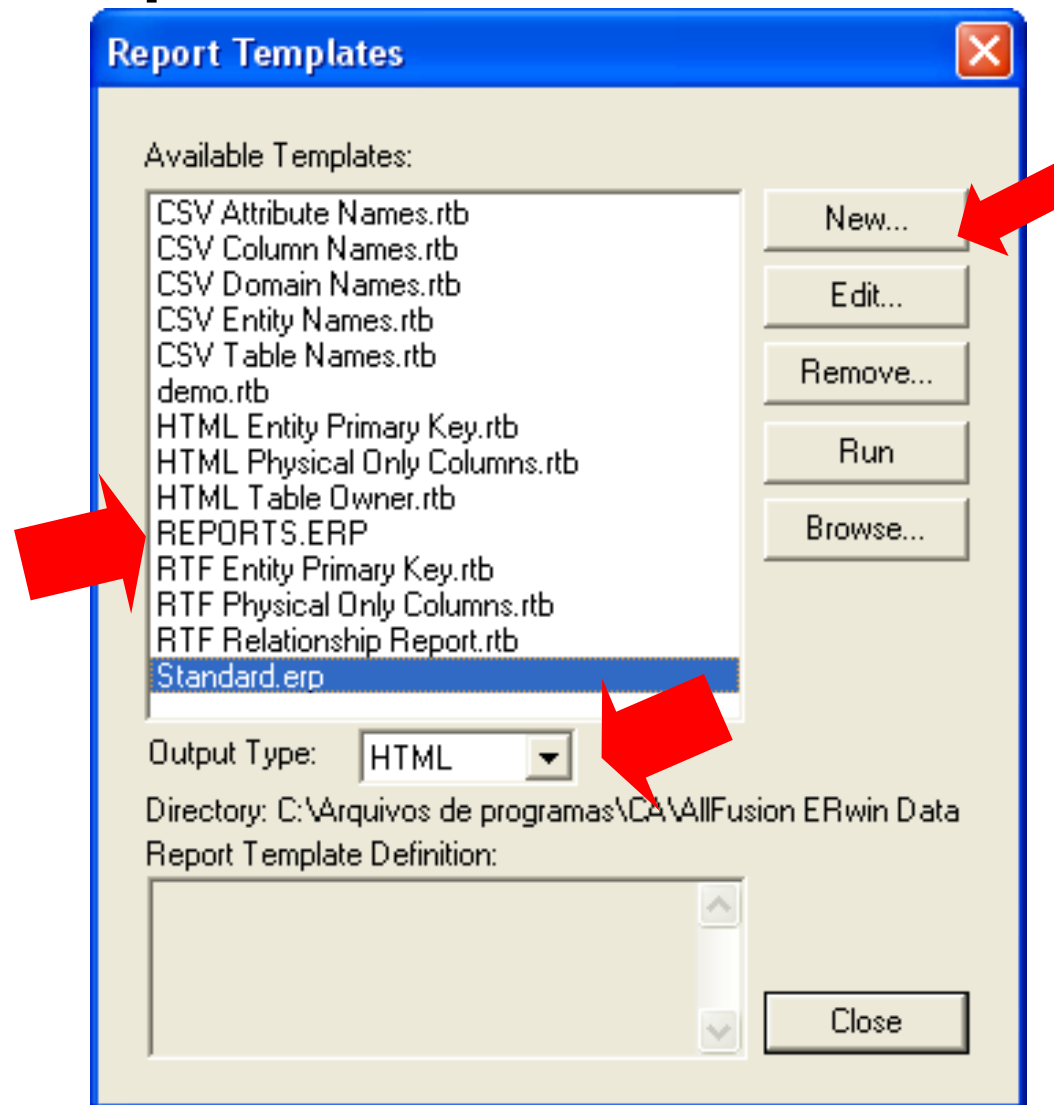 Report Templates
Available Templates:
CSV Attribute Names.rtb
CSV Column Names.rtb
CSV Domain Names.rtb
CSV Entity Names.rtb
CSV Table Names.rtb
demo.rtb
HTML Entity Primary Key.rtb
HTML Physical Only Columns.rtb
HTML Table Owner.rtb
REPORTS.ERP
RTF Entity Primary Key.rtb
RTF Physical Only Columns.rtb
RTF Relationship Report.rtb
Standard.erp
New...
Edit...
Remove...
Run
Browse...
Output Type: HTML
Directory: C:\Arquivos de programas\CA\AllFusion ERwin Data
Report Template Definition:
Close